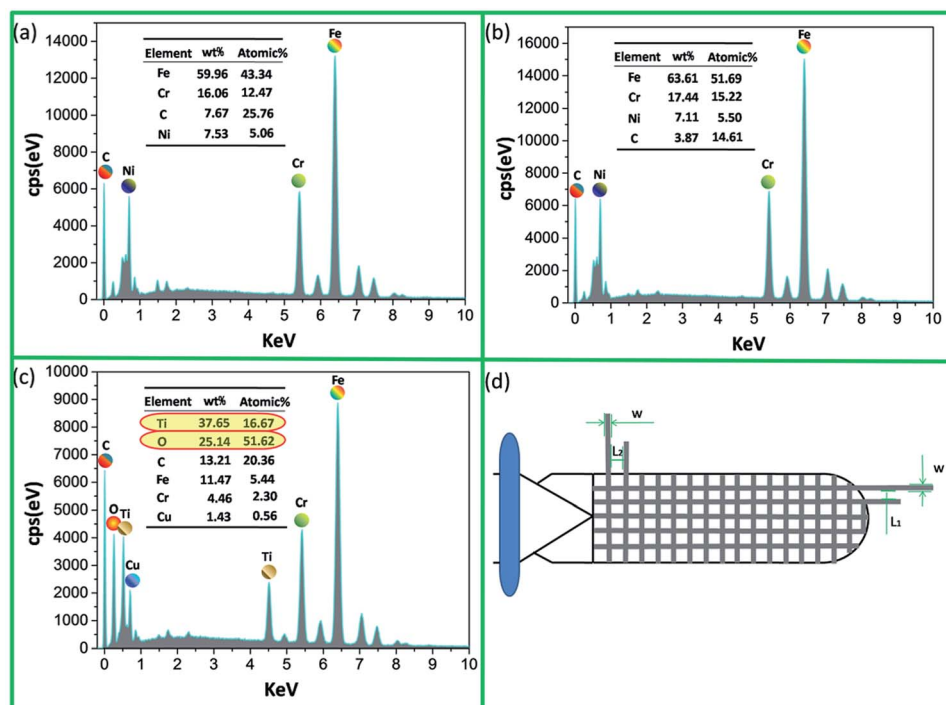 (a)
cps(eV)
14000
12000
10000
8000
6000
4000
2000
0
Element wt% Atomic%
Fe 59.96 43.34
Cr 16.06 12.47
C 7.67 25.76
Ni 7.53 5.06
C
Ni
Cr
Fe
0 1 2 3 4 5 6 7 8 9 10
KeV
(b)
cps(eV)
16000
14000
12000
10000
8000
6000
4000
2000
0
Element wt% Atomic%
Fe 63.61 51.69
Cr 17.44 15.22
Ni 7.11 5.50
C 3.87 14.61
C
Ni
Cr
Fe
0 1 2 3 4 5 6 7 8 9 10
KeV
(c)
cps(eV)
10000
9000
8000
7000
6000
5000
4000
3000
2000
1000
0
Element wt% Atomic%
Ti 37.65 16.67
O 25.14 51.62
C 13.21 20.36
Fe 11.47 5.44
Cr 4.46 2.30
Cu 1.43 0.56
C
O Ti
Cu
Ti
Cr
Fe
0 1 2 3 4 5 6 7 8 9 10
KeV
(d)
W
L2
W
L1